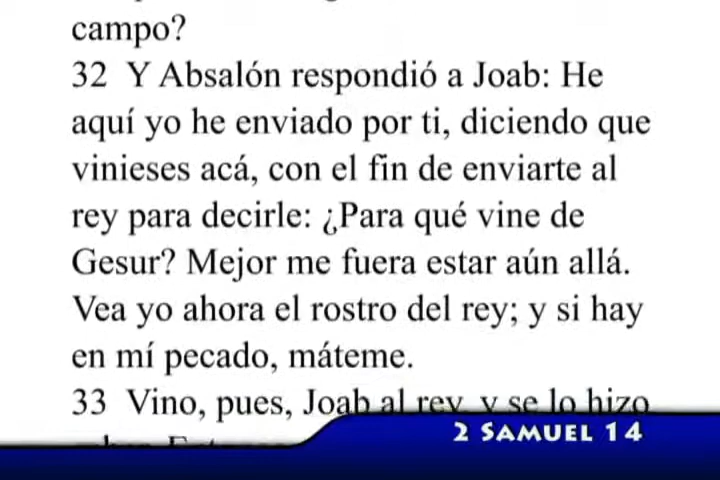 campo?
32 Y Absalón respondió a Joab: He
aquí yo he enviado por ti, diciendo que
vinieses acá, con el fin de enviarte al
rey para decirle: ¿Para qué vine de
Gesur? Mejor me fuera estar aún allá.
Vea yo ahora el rostro del rey; y si hay
en mí pecado, máteme.
33 Vino, pues, Joab al rey, y se lo hizo
2 SAMUEL 14